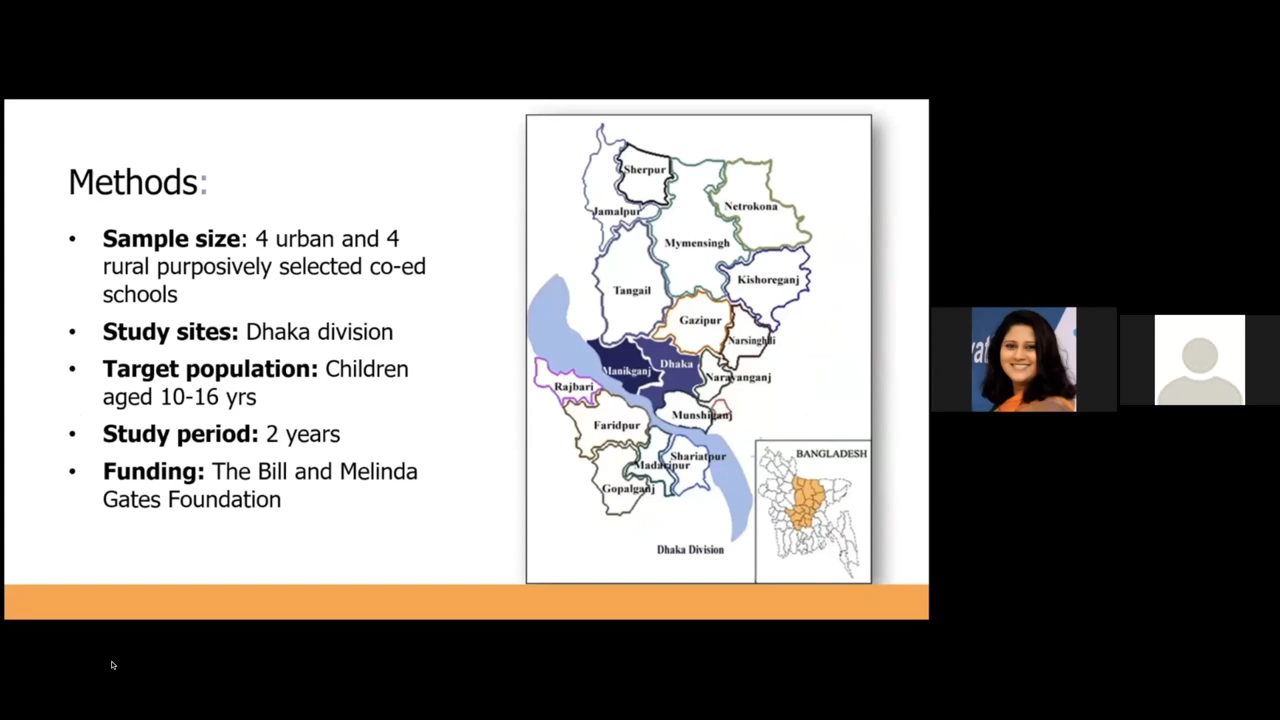 Methods:
• Sample size: 4 urban and 4
rural purposively selected co-ed
schools
• Study sites: Dhaka division
• Target population: Children
aged 10-16 yrs
• Study period: 2 years
• Funding: The Bill and Melinda
Gates Foundation
Sherpur
Jamalpur
Netrokona
Mymensingh
Kishoreganj
Tangail
Gazipur
Narsinghdi
Manikganj
Dhaka
Narayanganj
Rajbari
Munshiganj
Faridpur
Shariatpur
Madaripur
Gopalganj
BANGLADESH
Dhaka Division